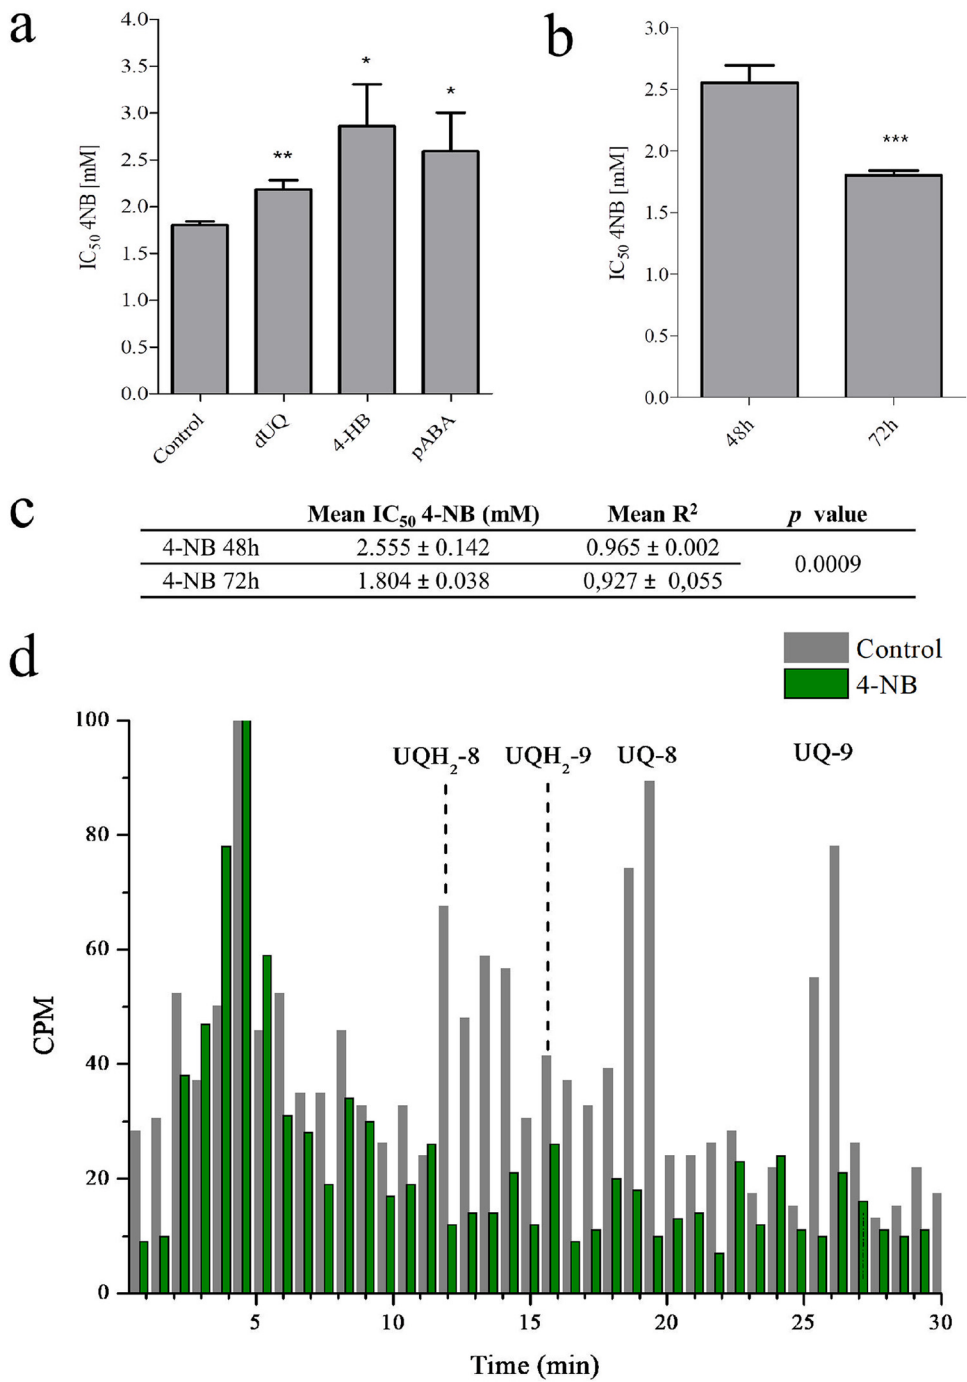 a
4.0
3.5
3.0
2.5
2.0
1.5
1.0
0.5
0.0
IC50 4NB [mM]
**
*
*
Control
dUQ
4-HB
pABA
b
3.0
2.5
2.0
1.5
1.0
0.5
0.0
IC50 4NB [mM]
***
48h
72h
c
Mean IC50 4-NB (mM) Mean R2 p value
4-NB 48h 2.555 ± 0.142 0.965 ± 0.002
0.0009
4-NB 72h 1.804 ± 0.038 0,927 ± 0,055
d
Control
4-NB
100
80
60
40
20
0
CPM
UQH2-8 UQH2-9 UQ-8 UQ-9
5 10 15 20 25 30
Time (min)